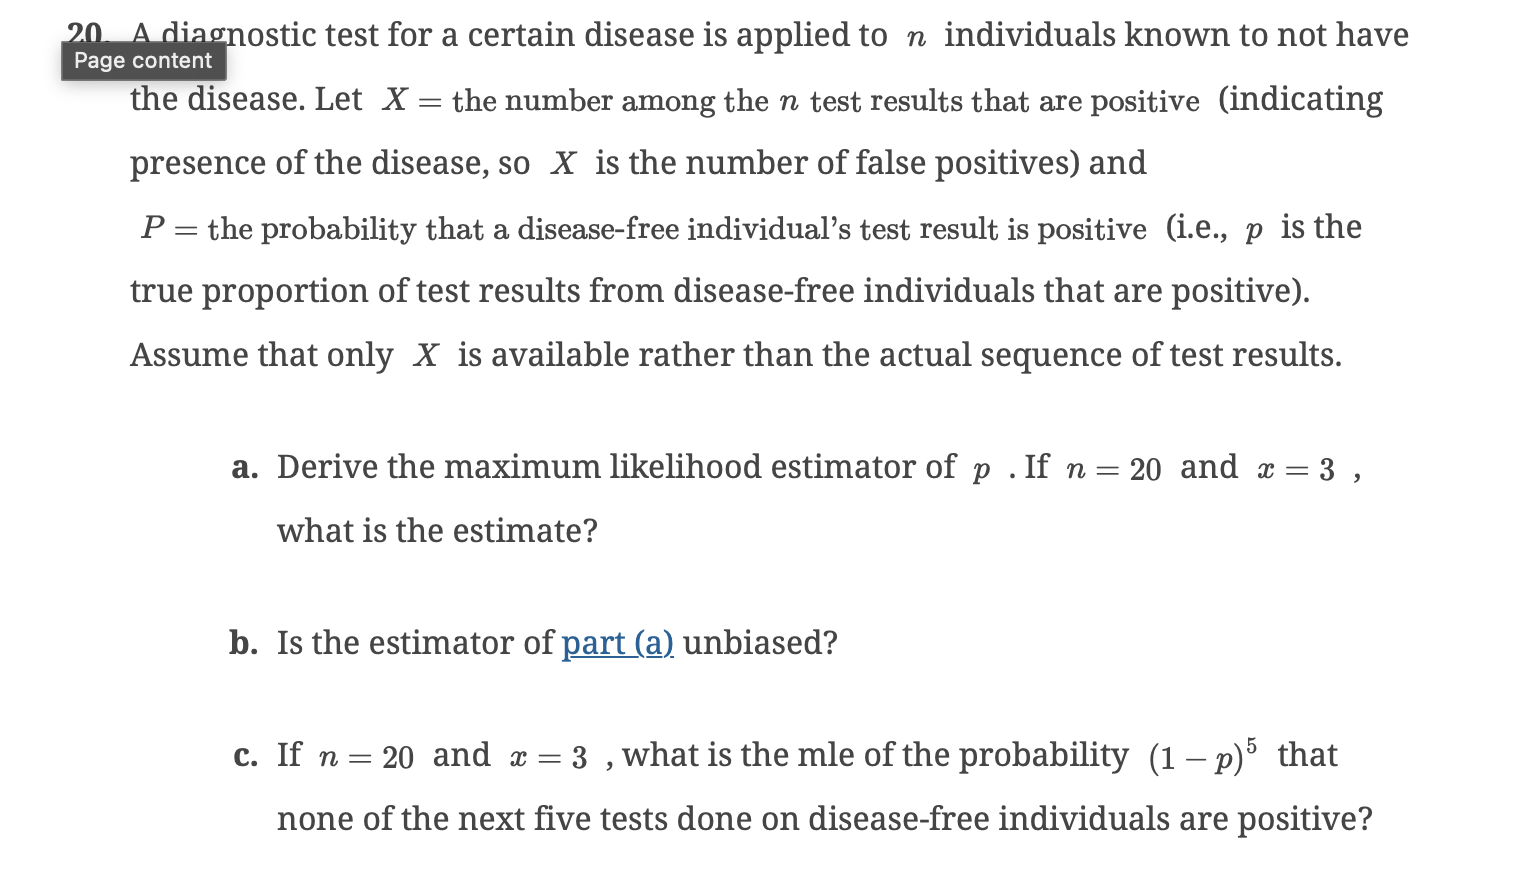 20. A diagnostic test for a certain disease is applied to n individuals known to not have
Page content
the disease. Let X = the number among the n test results that are positive (indicating
presence of the disease, so X is the number of false positives) and
P = the probability that a disease-free individual's test result is positive (i.e., p is the
true proportion of test results from disease-free individuals that are positive).
Assume that only X is available rather than the actual sequence of test results.
a. Derive the maximum likelihood estimator of p . If n = 20 and x = 3 ,
what is the estimate?
b. Is the estimator of part (a) unbiased?
c. If n = 20 and x = 3 , what is the mle of the probability (1 − p)⁵ that
none of the next five tests done on disease-free individuals are positive?